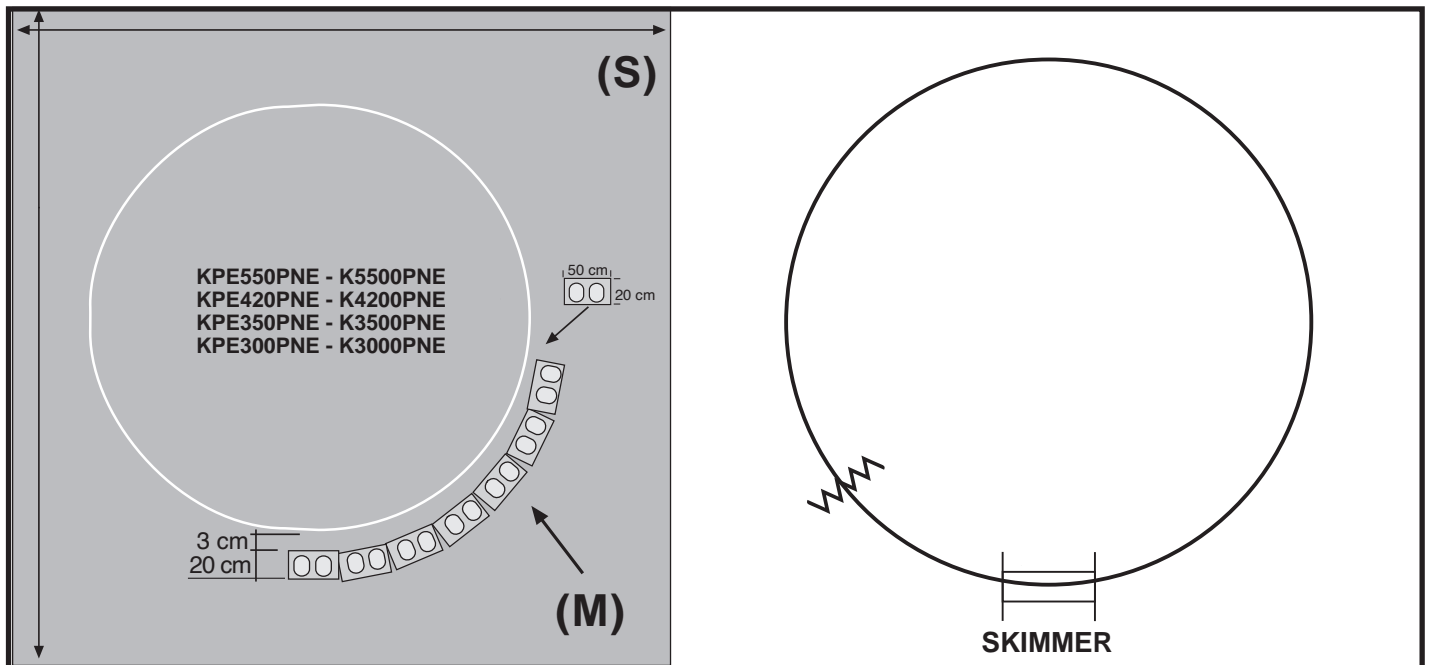 (S)
KPE550PNE - K5500PNE
KPE420PNE - K4200PNE
KPE350PNE - K3500PNE
KPE300PNE - K3000PNE
50 cm
20 cm
3 cm
20 cm
(M)
SKIMMER